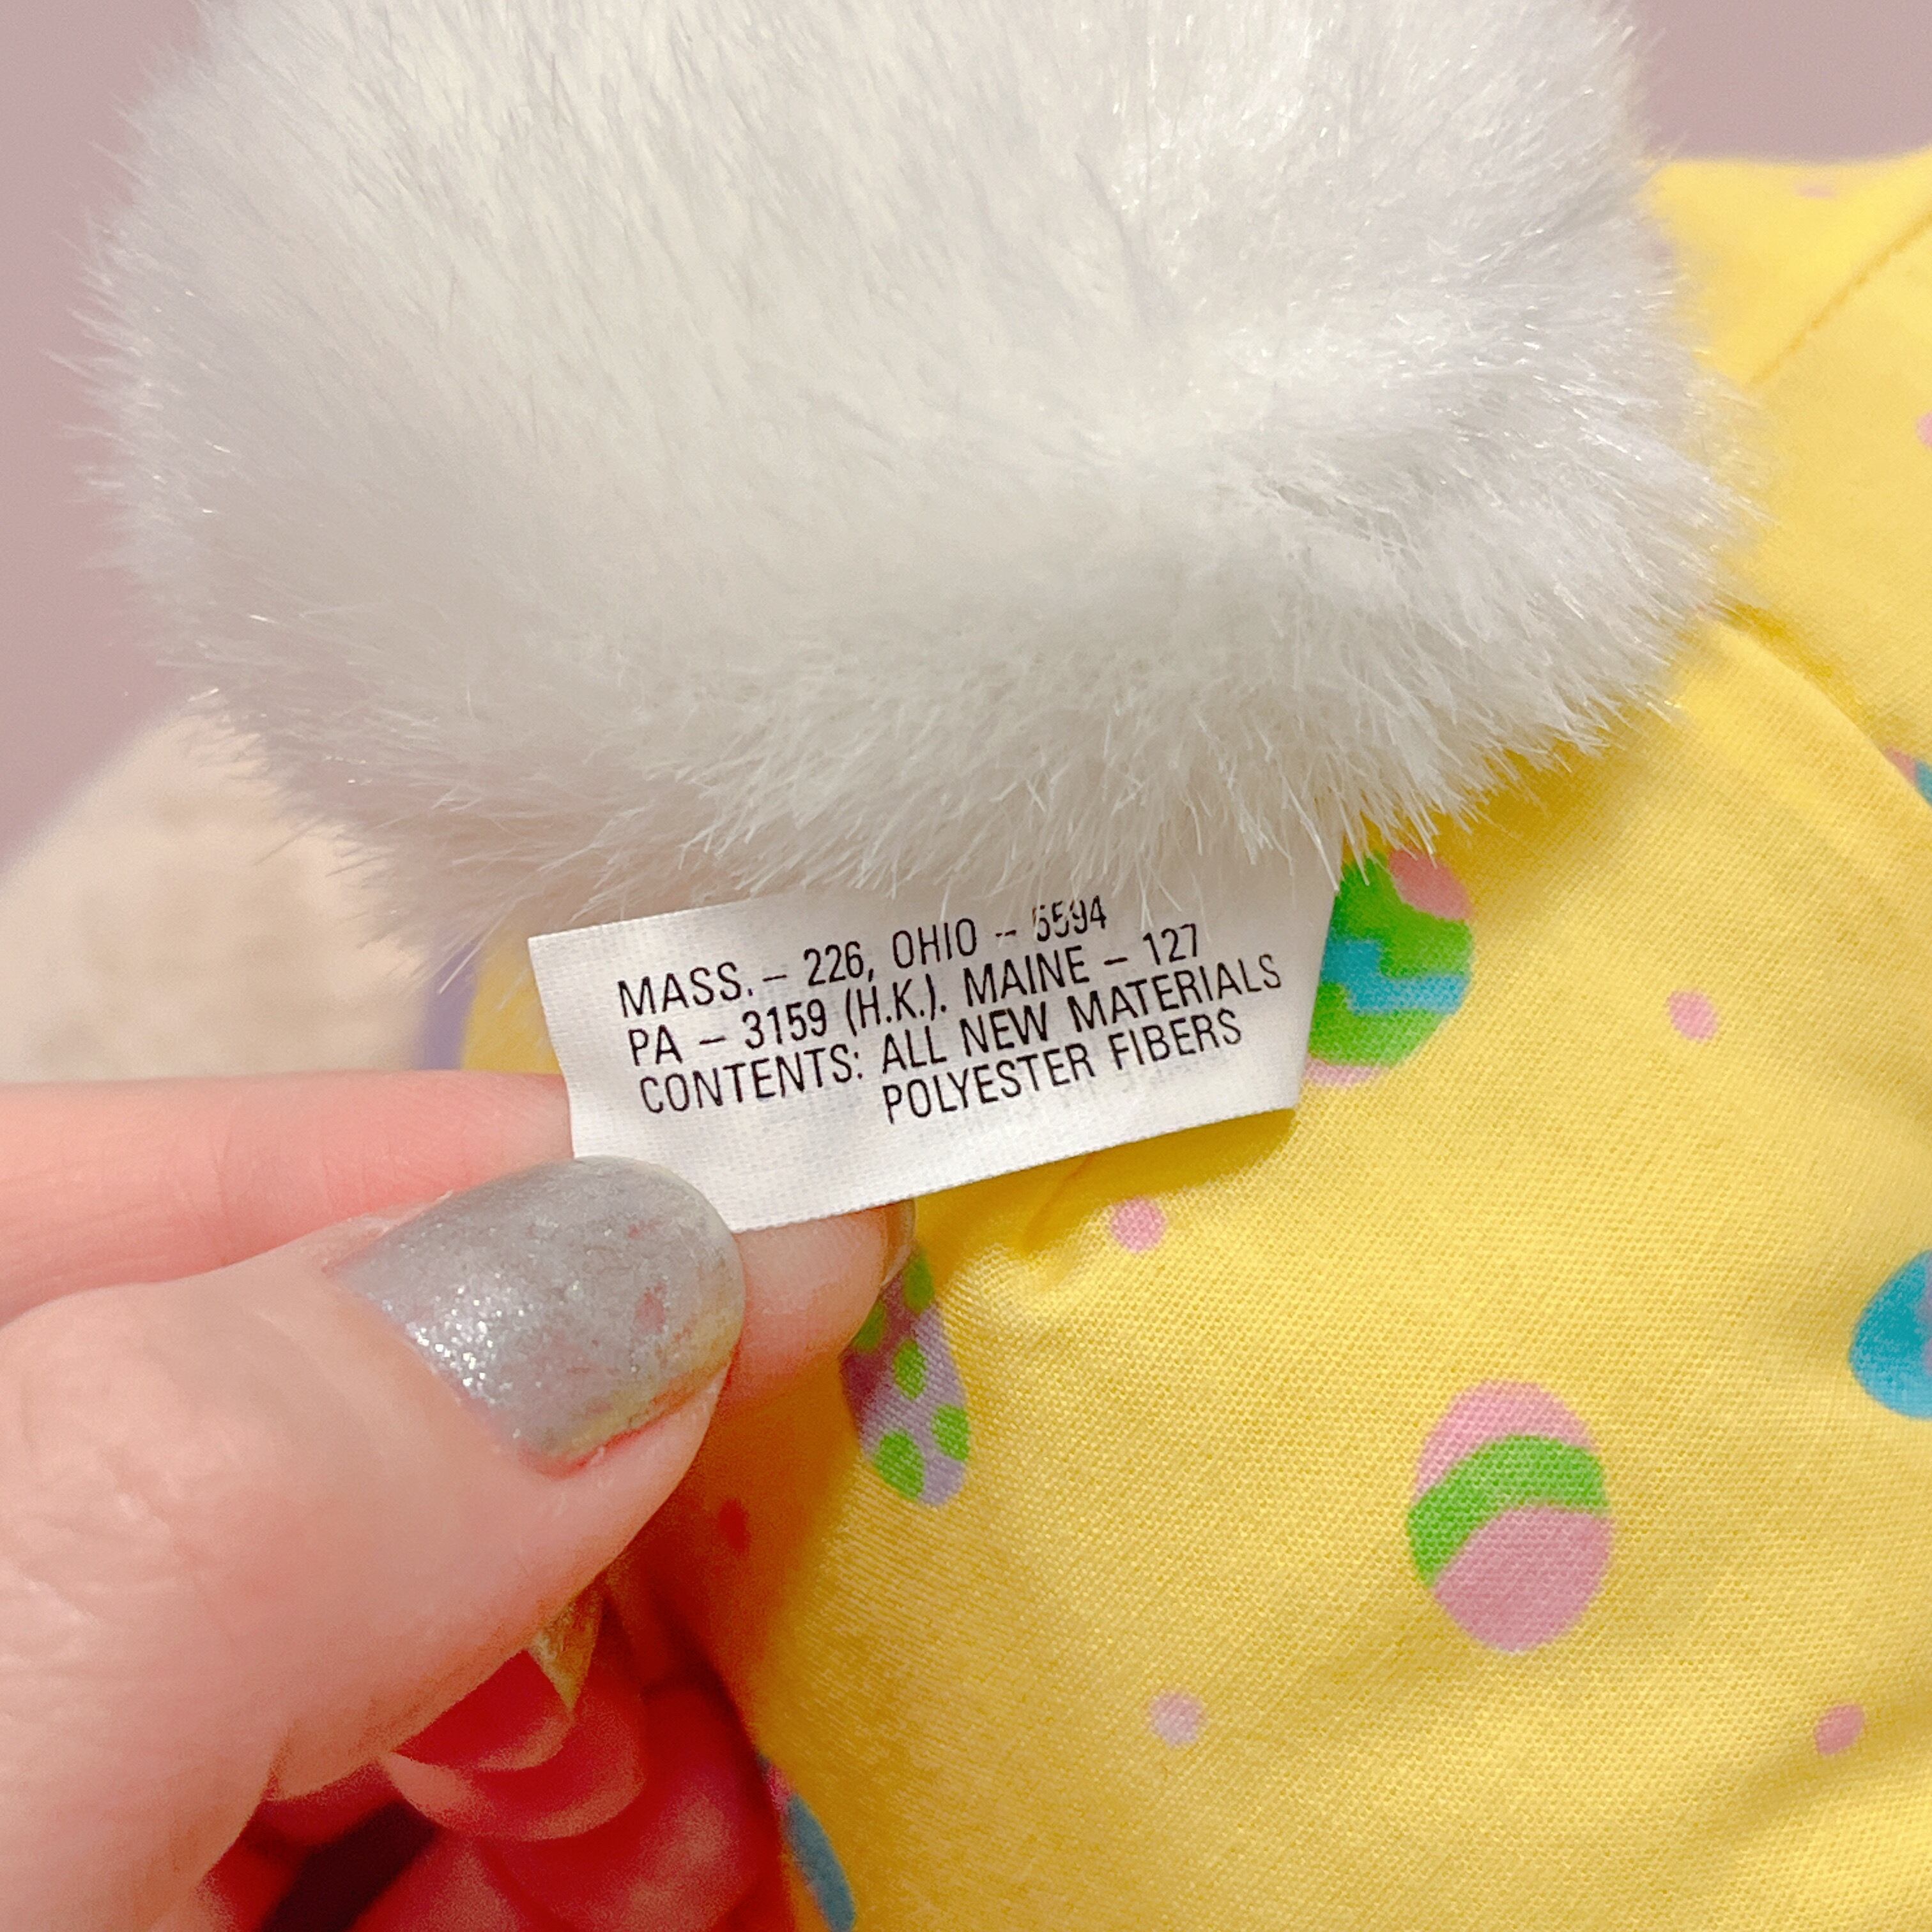 MASS. – 226, OHIO – 5594
PA – 3159 (H.K.). MAINE – 127
CONTENTS: ALL NEW MATERIALS
POLYESTER FIBERS